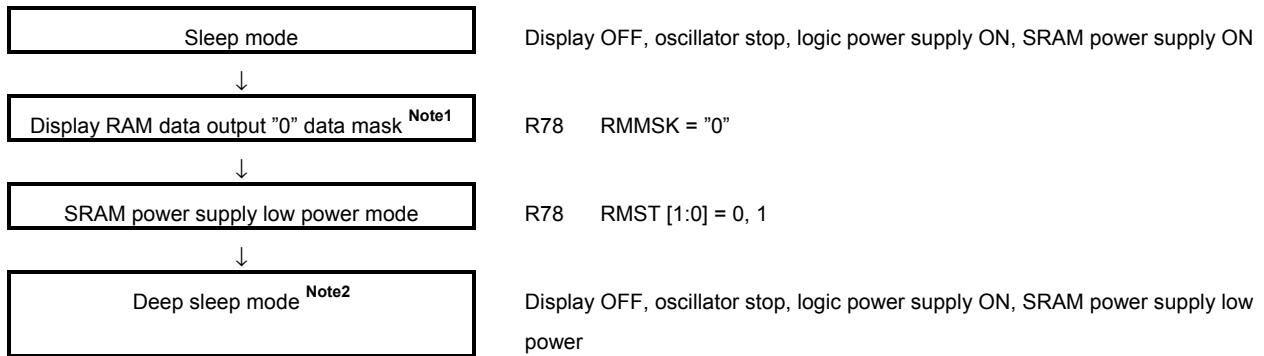 Sleep mode Display OFF, oscillator stop, logic power supply ON, SRAM power supply ON
↓
Display RAM data output ”0” data mask Note1 R78 RMMSK = ”0”
↓
SRAM power supply low power mode R78 RMST [1:0] = 0, 1
↓
Deep sleep mode Note2 Display OFF, oscillator stop, logic power supply ON, SRAM power supply low
power